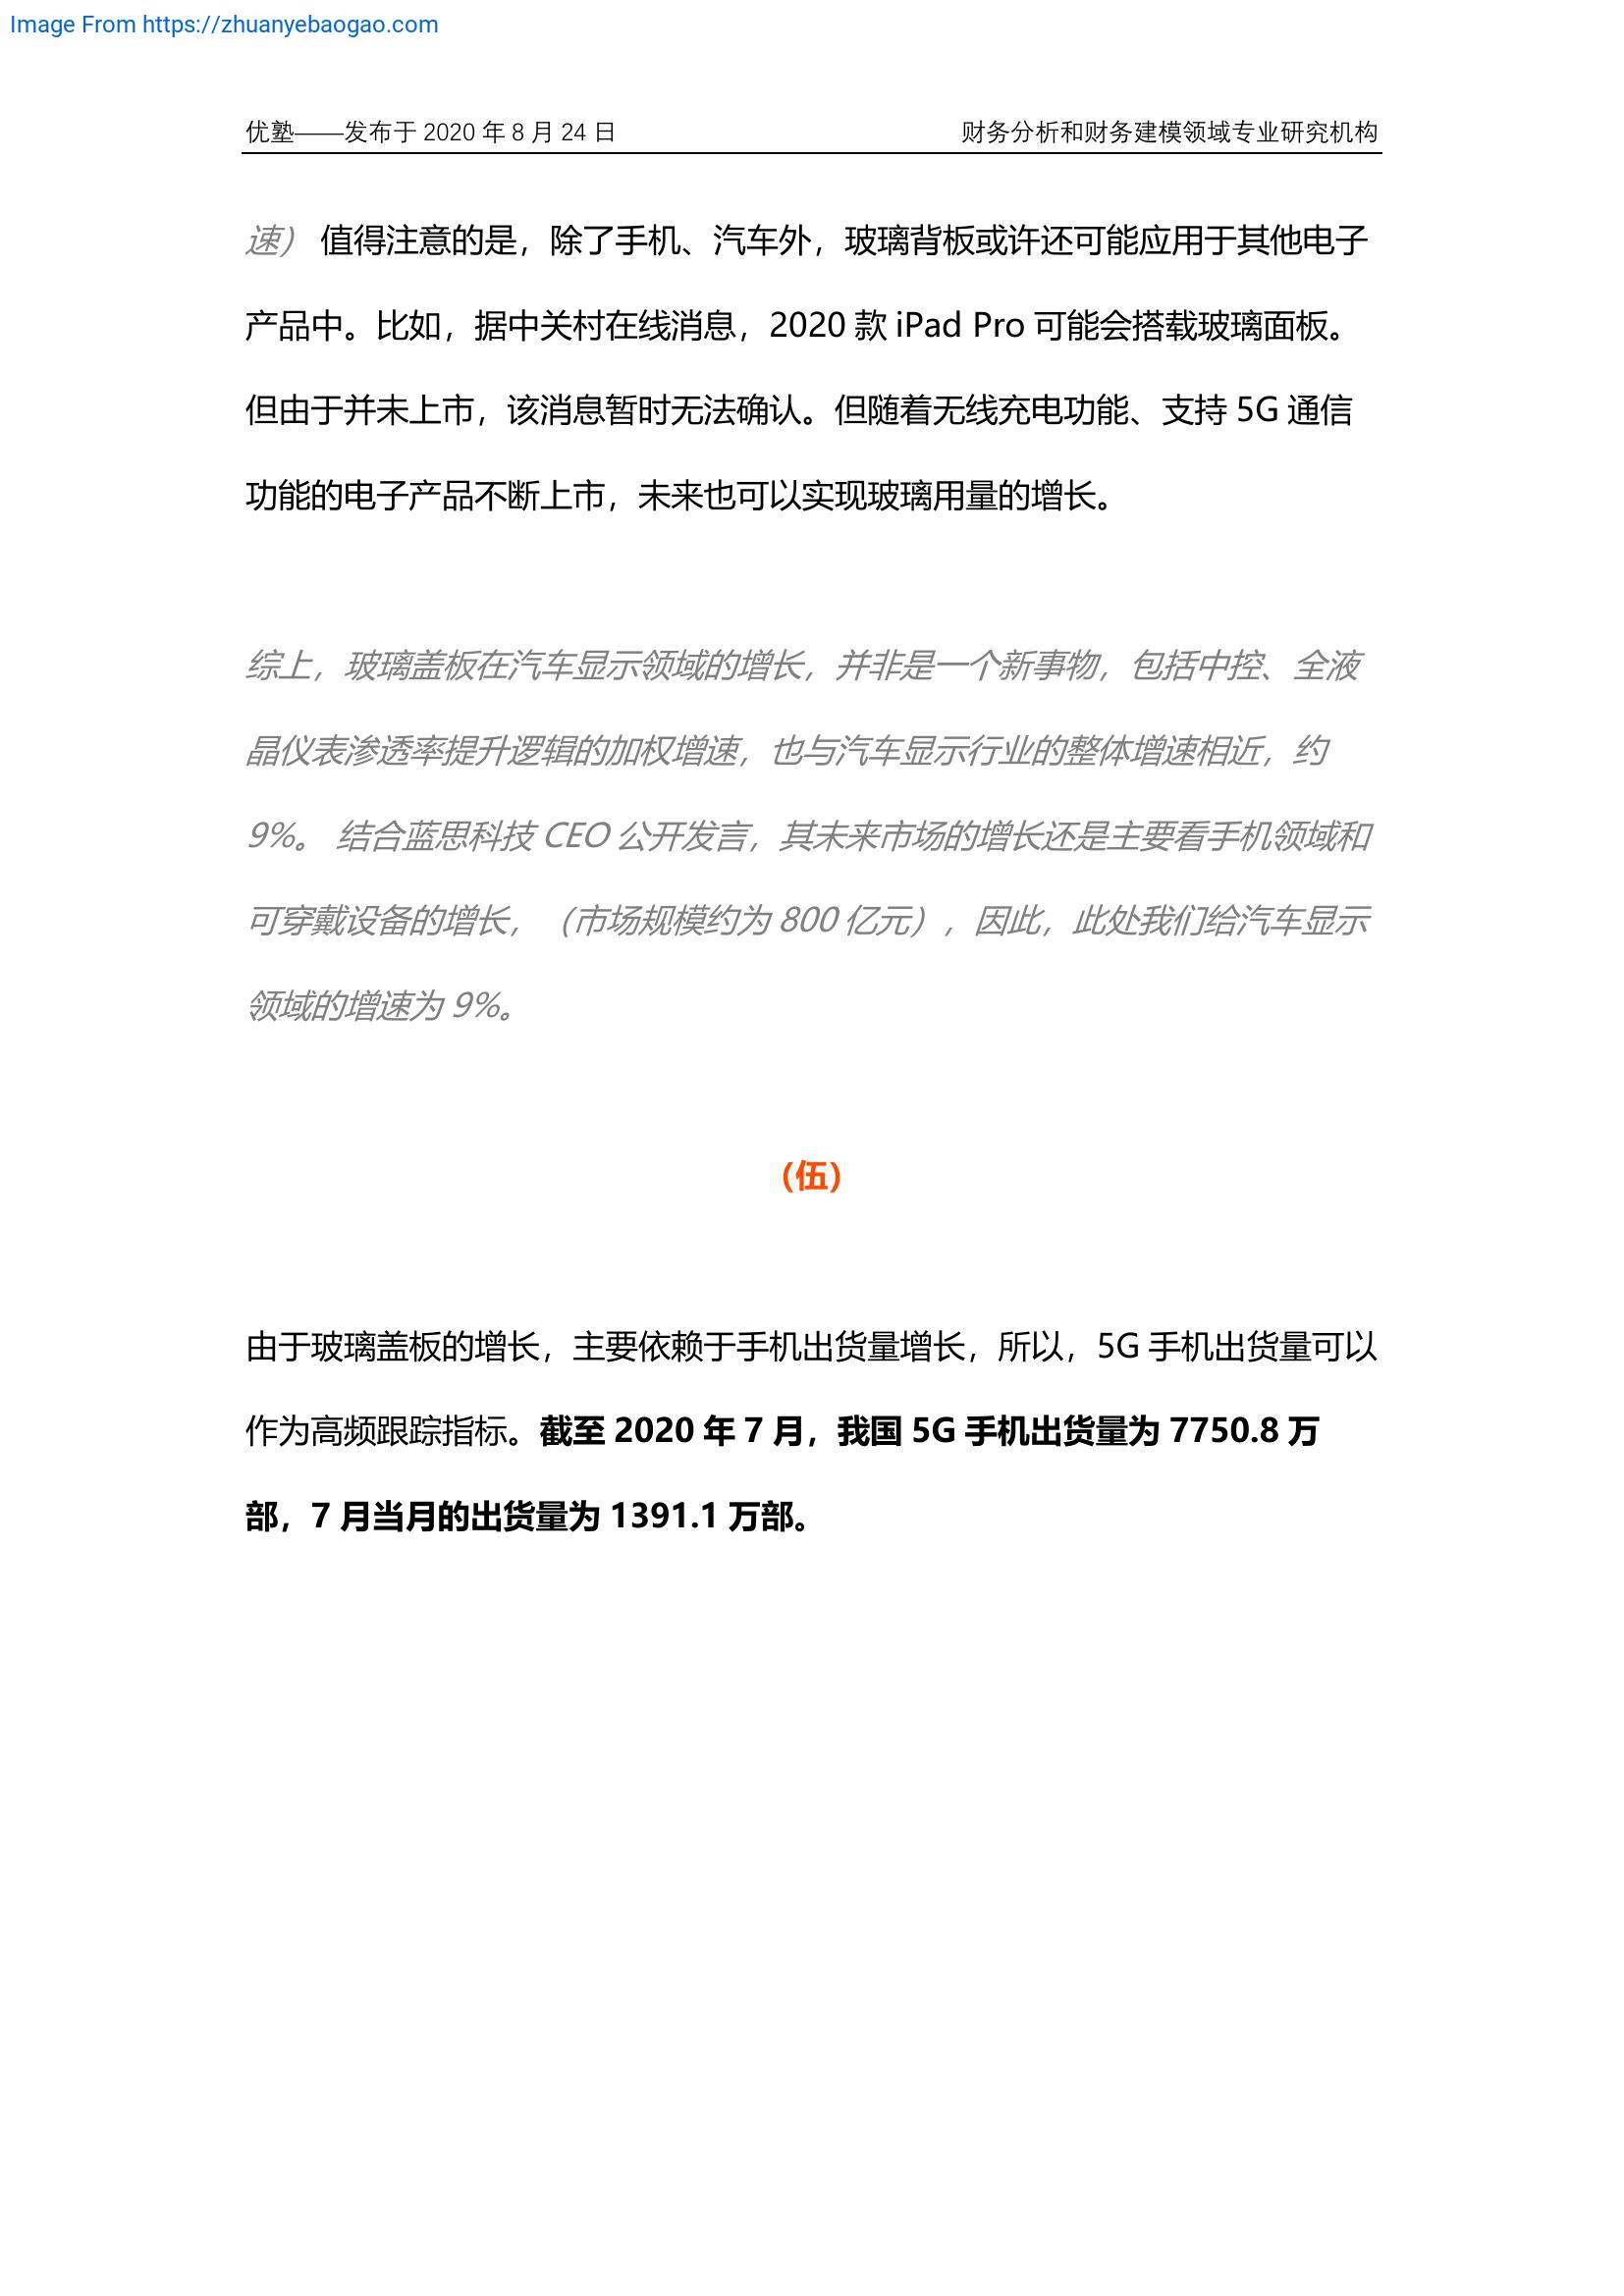 Image From https://zhuanyebaogao.com
优塾——发布于 2020 年 8 月 24 日 财务分析和财务建模领域专业研究机构
速） 值得注意的是，除了手机、汽车外，玻璃背板或许还可能应用于其他电子
产品中。比如，据中关村在线消息，2020 款 iPad Pro 可能会搭载玻璃面板。
但由于并未上市，该消息暂时无法确认。但随着无线充电功能、支持 5G 通信
功能的电子产品不断上市，未来也可以实现玻璃用量的增长。
综上，玻璃盖板在汽车显示领域的增长，并非是一个新事物，包括中控、全液
晶仪表渗透率提升逻辑的加权增速，也与汽车显示行业的整体增速相近，约
9%。 结合蓝思科技 CEO 公开发言，其未来市场的增长还是主要看手机领域和
可穿戴设备的增长，（市场规模约为 800 亿元），因此，此处我们给汽车显示
领域的增速为 9%。
（伍）
由于玻璃盖板的增长，主要依赖于手机出货量增长，所以，5G 手机出货量可以
作为高频跟踪指标。截至 2020 年 7 月，我国 5G 手机出货量为 7750.8 万
部，7 月当月的出货量为 1391.1 万部。